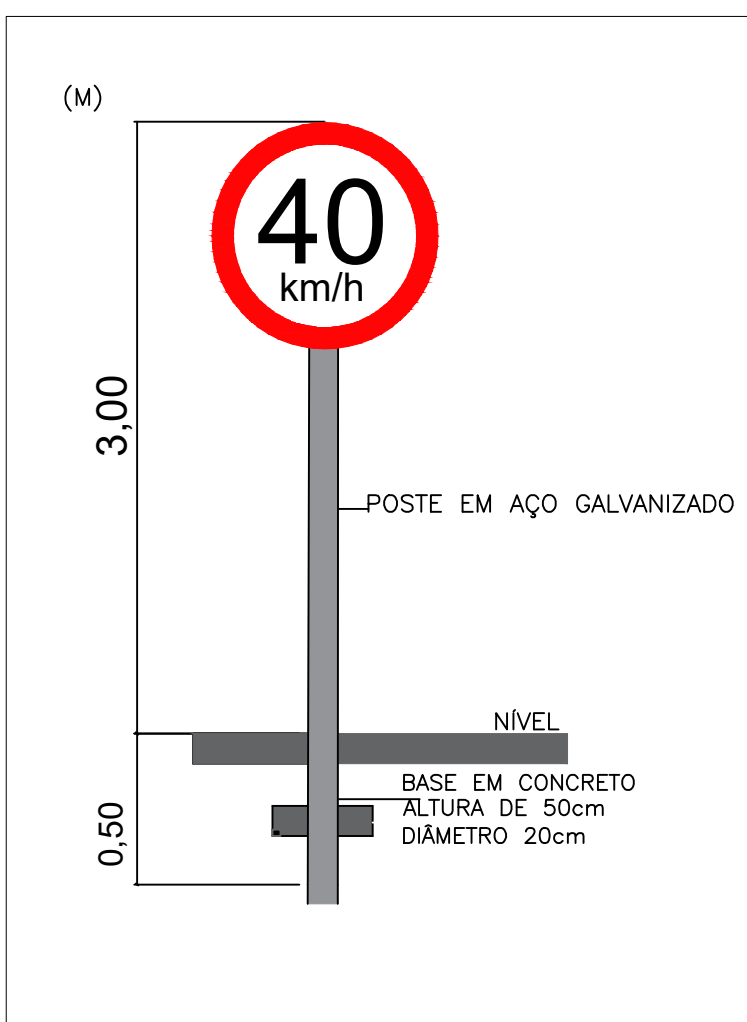 (M)
40
km/h
3,00
POSTE EM AÇO GALVANIZADO
NÍVEL
BASE EM CONCRETO
ALTURA DE 50cm
DIÂMETRO 20cm
0,50